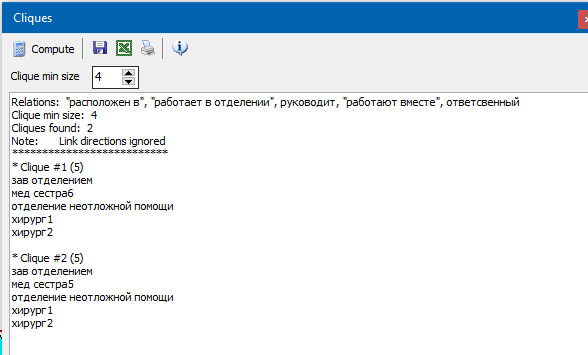 Cliques
Compute
Clique min size 4
Relations: "расположен в", "работает в отделении", руководит, "работают вместе", ответсвенный
Clique min size: 4
Cliques found: 2
Note: Link directions ignored
**************************
* Clique #1 (5)
зав отделением
мед сестра6
отделение неотложной помощи
хирург1
хирург2
* Clique #2 (5)
зав отделением
мед сестра5
отделение неотложной помощи
хирург1
хирург2